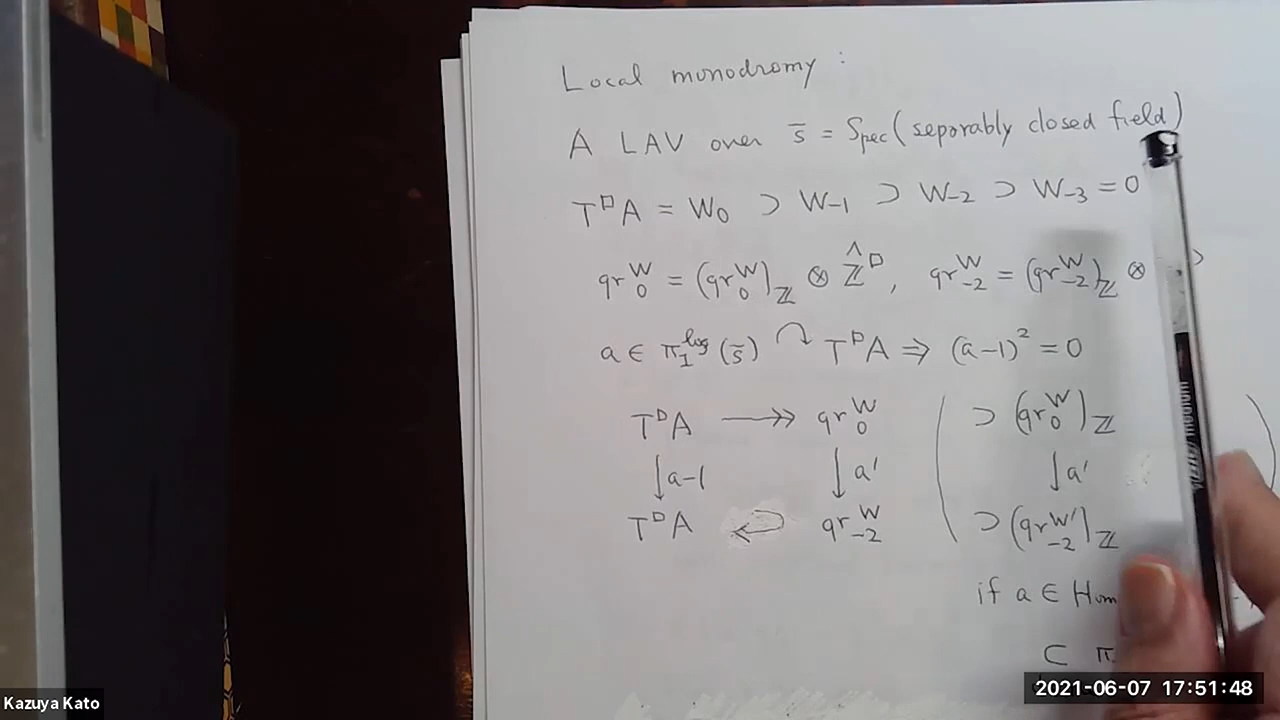 Local monodromy :
A LAV over s̄ = Spec( separably closed field )
T^□A = W_0 ⊃ W_{-1} ⊃ W_{-2} ⊃ W_{-3} = 0
gr^W_0 = (gr^W_0)_ℤ ⊗ ℤ̂^□ , gr^W_{-2} = (gr^W_{-2})_ℤ ⊗
a ∈ π_1^{log}(s̄) ↷ T^□A ⇒ (a-1)^2 = 0
T^□A ↠ gr^W_0 ( ⊃ (gr^W_0)_ℤ )
↓ a-1 ↓ a' ↓ a'
T^□A ↩ gr^W_{-2} ⊃ (gr^W_{-2})_ℤ
if a ∈ Hom
⊂ π
Kazuya Kato
2021-06-07 17:51:48